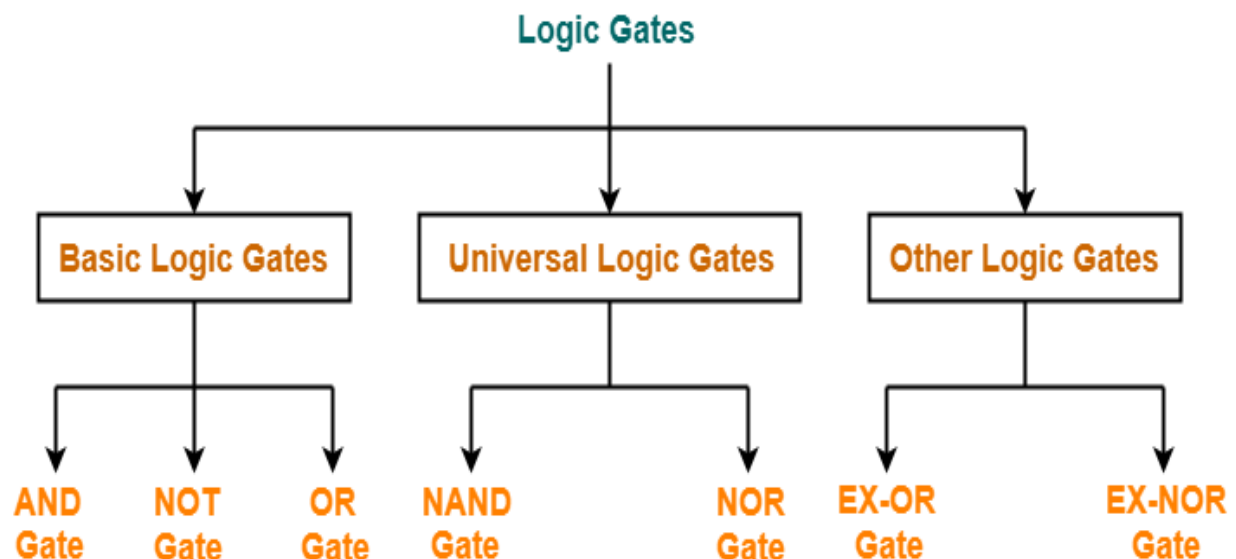 Logic Gates
Basic Logic Gates
Universal Logic Gates
Other Logic Gates
AND
Gate
NOT
Gate
OR
Gate
NAND
Gate
NOR
Gate
EX-OR
Gate
EX-NOR
Gate